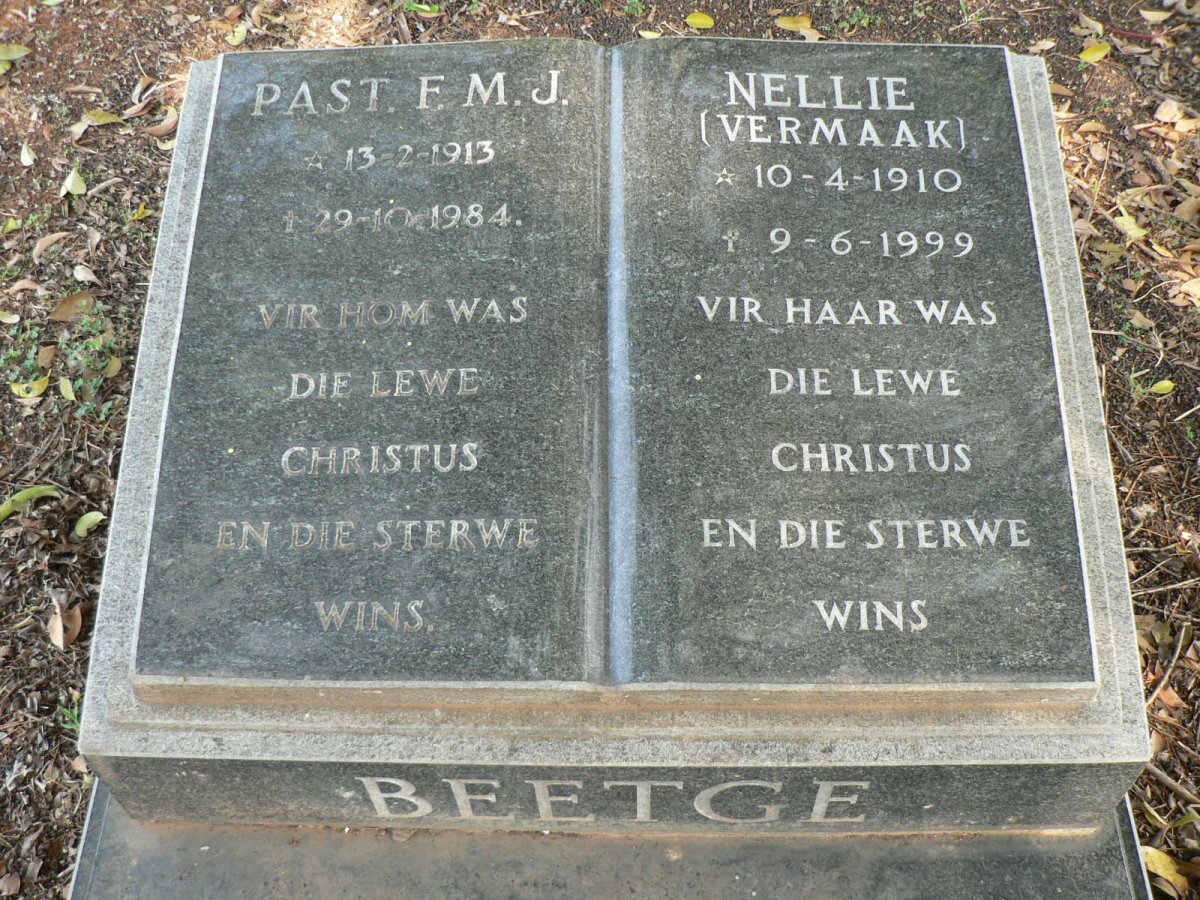 PAST. F. M. J.
☆ 13-2-1913
✝ 29-10-1984.
VIR HOM WAS
DIE LEWE
CHRISTUS
EN DIE STERWE
WINS.
NELLIE
(VERMAAK)
☆ 10-4-1910
✝ 9-6-1999
VIR HAAR WAS
DIE LEWE
CHRISTUS
EN DIE STERWE
WINS
BEETGE